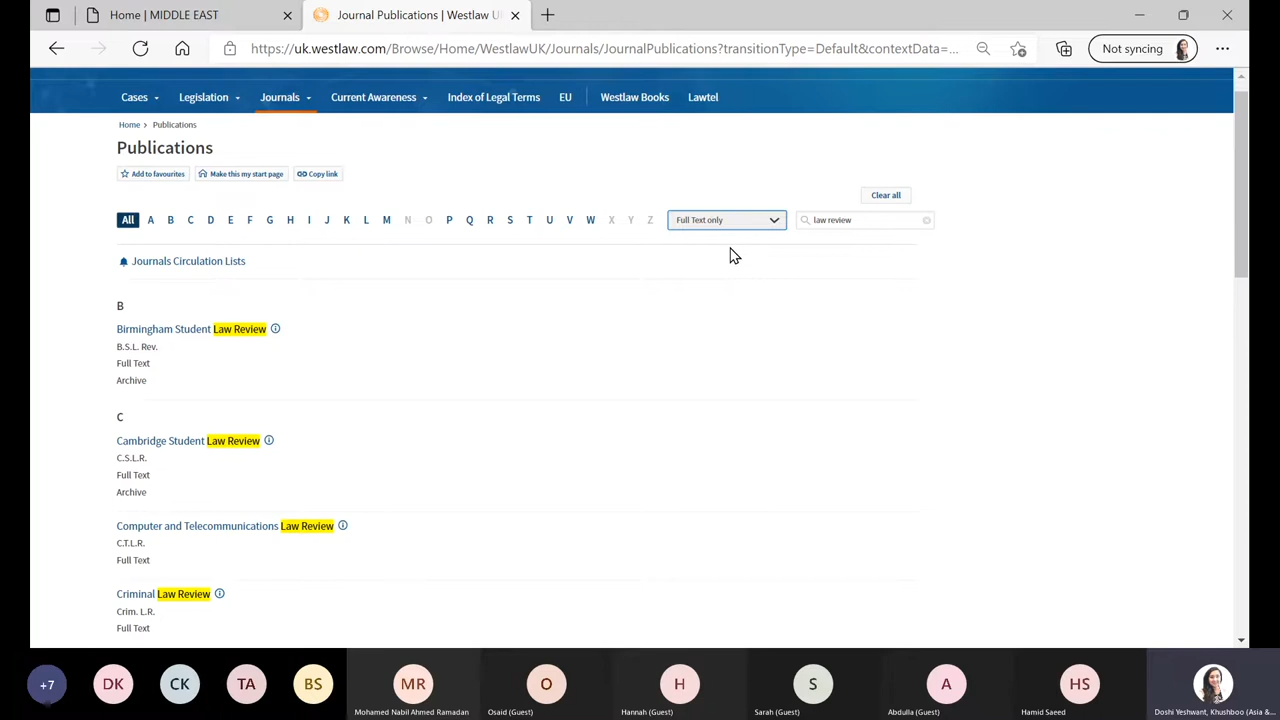 Home | MIDDLE EAST
Journal Publications | Westlaw U
https://uk.westlaw.com/Browse/Home/WestlawUK/Journals/JournalPublications?transitionType=Default&contextData=...
Not syncing
Cases
Legislation
Journals
Current Awareness
Index of Legal Terms
EU
Westlaw Books
Lawtel
Home > Publications
Publications
Add to favourites
Make this my start page
Copy link
Clear all
All A B C D E F G H I J K L M N O P Q R S T U V W X Y Z
Full Text only
law review
Journals Circulation Lists
B
Birmingham Student Law Review
B.S.L. Rev.
Full Text
Archive
C
Cambridge Student Law Review
C.S.L.R.
Full Text
Archive
Computer and Telecommunications Law Review
C.T.L.R.
Full Text
Criminal Law Review
Crim. L.R.
Full Text
+7
DK
CK
TA
BS
MR
Mohamed Nabil Ahmed Ramadan
O
Osaid (Guest)
H
Hannah (Guest)
S
Sarah (Guest)
A
Abdulla (Guest)
HS
Hamid Saeed
Doshi Yeshwant, Khushboo (Asia &...